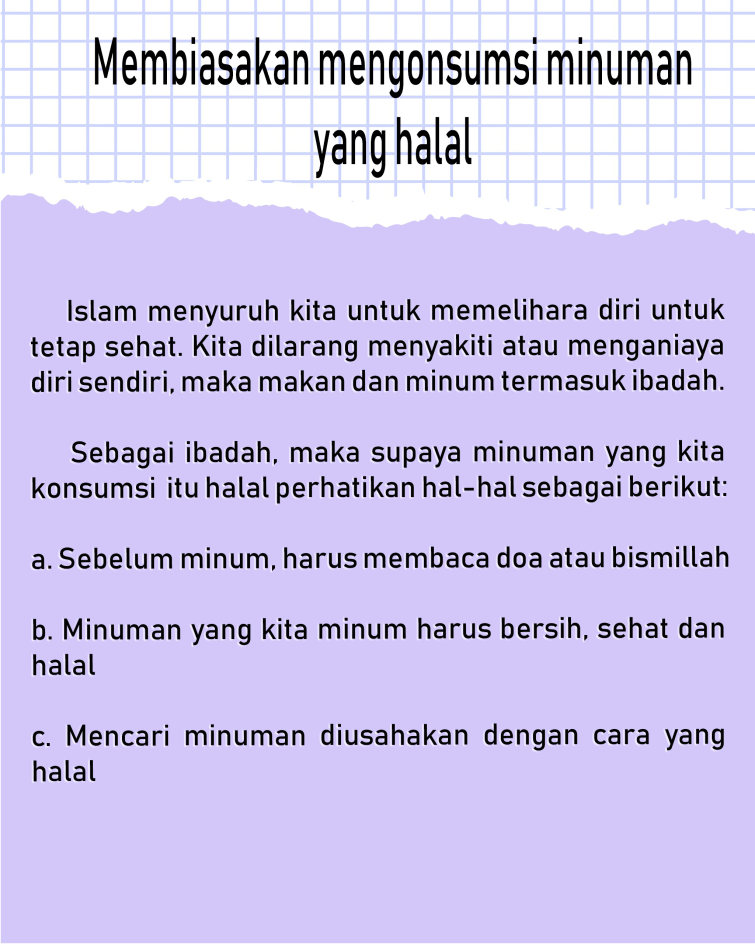 Membiasakan mengonsumsi minuman
yang halal
Islam menyuruh kita untuk memelihara diri untuk
tetap sehat. Kita dilarang menyakiti atau menganiaya
diri sendiri, maka makan dan minum termasuk ibadah.
Sebagai ibadah, maka supaya minuman yang kita
konsumsi itu halal perhatikan hal-hal sebagai berikut:
a. Sebelum minum, harus membaca doa atau bismillah
b. Minuman yang kita minum harus bersih, sehat dan
halal
c. Mencari minuman diusahakan dengan cara yang
halal